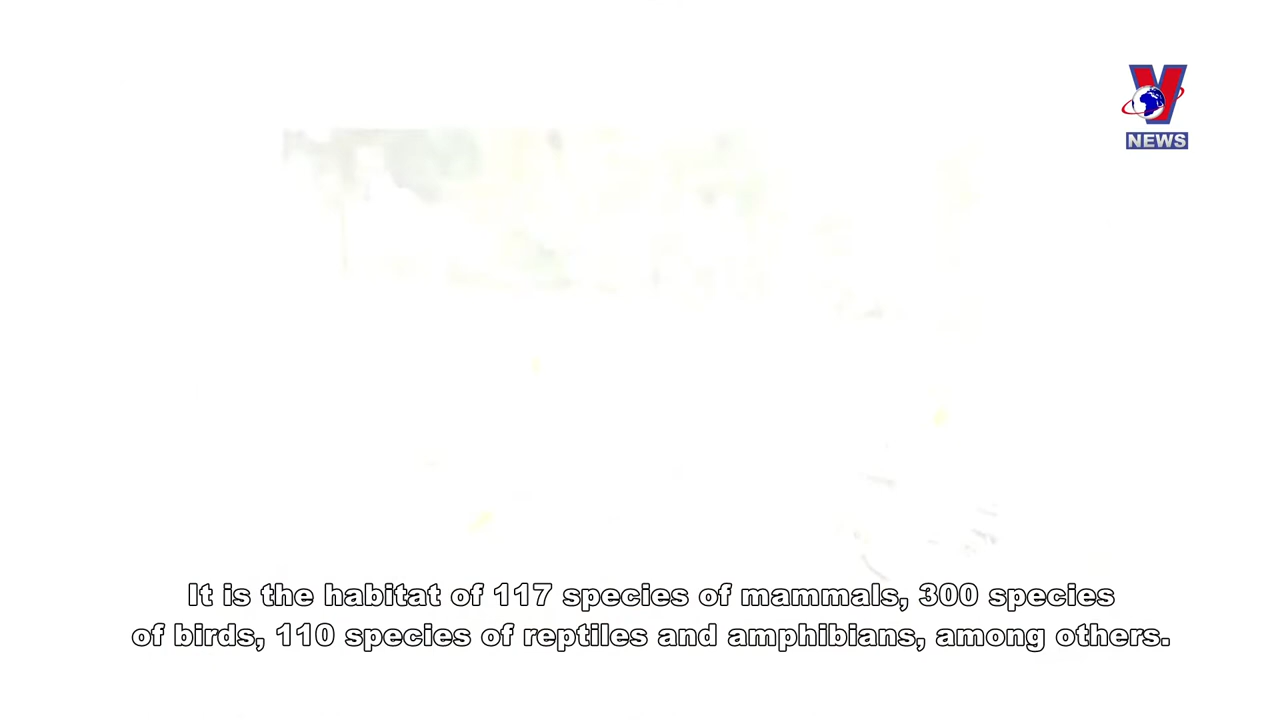 V
NEWS
It is the habitat of 117 species of mammals, 300 species
of birds, 110 species of reptiles and amphibians, among others.